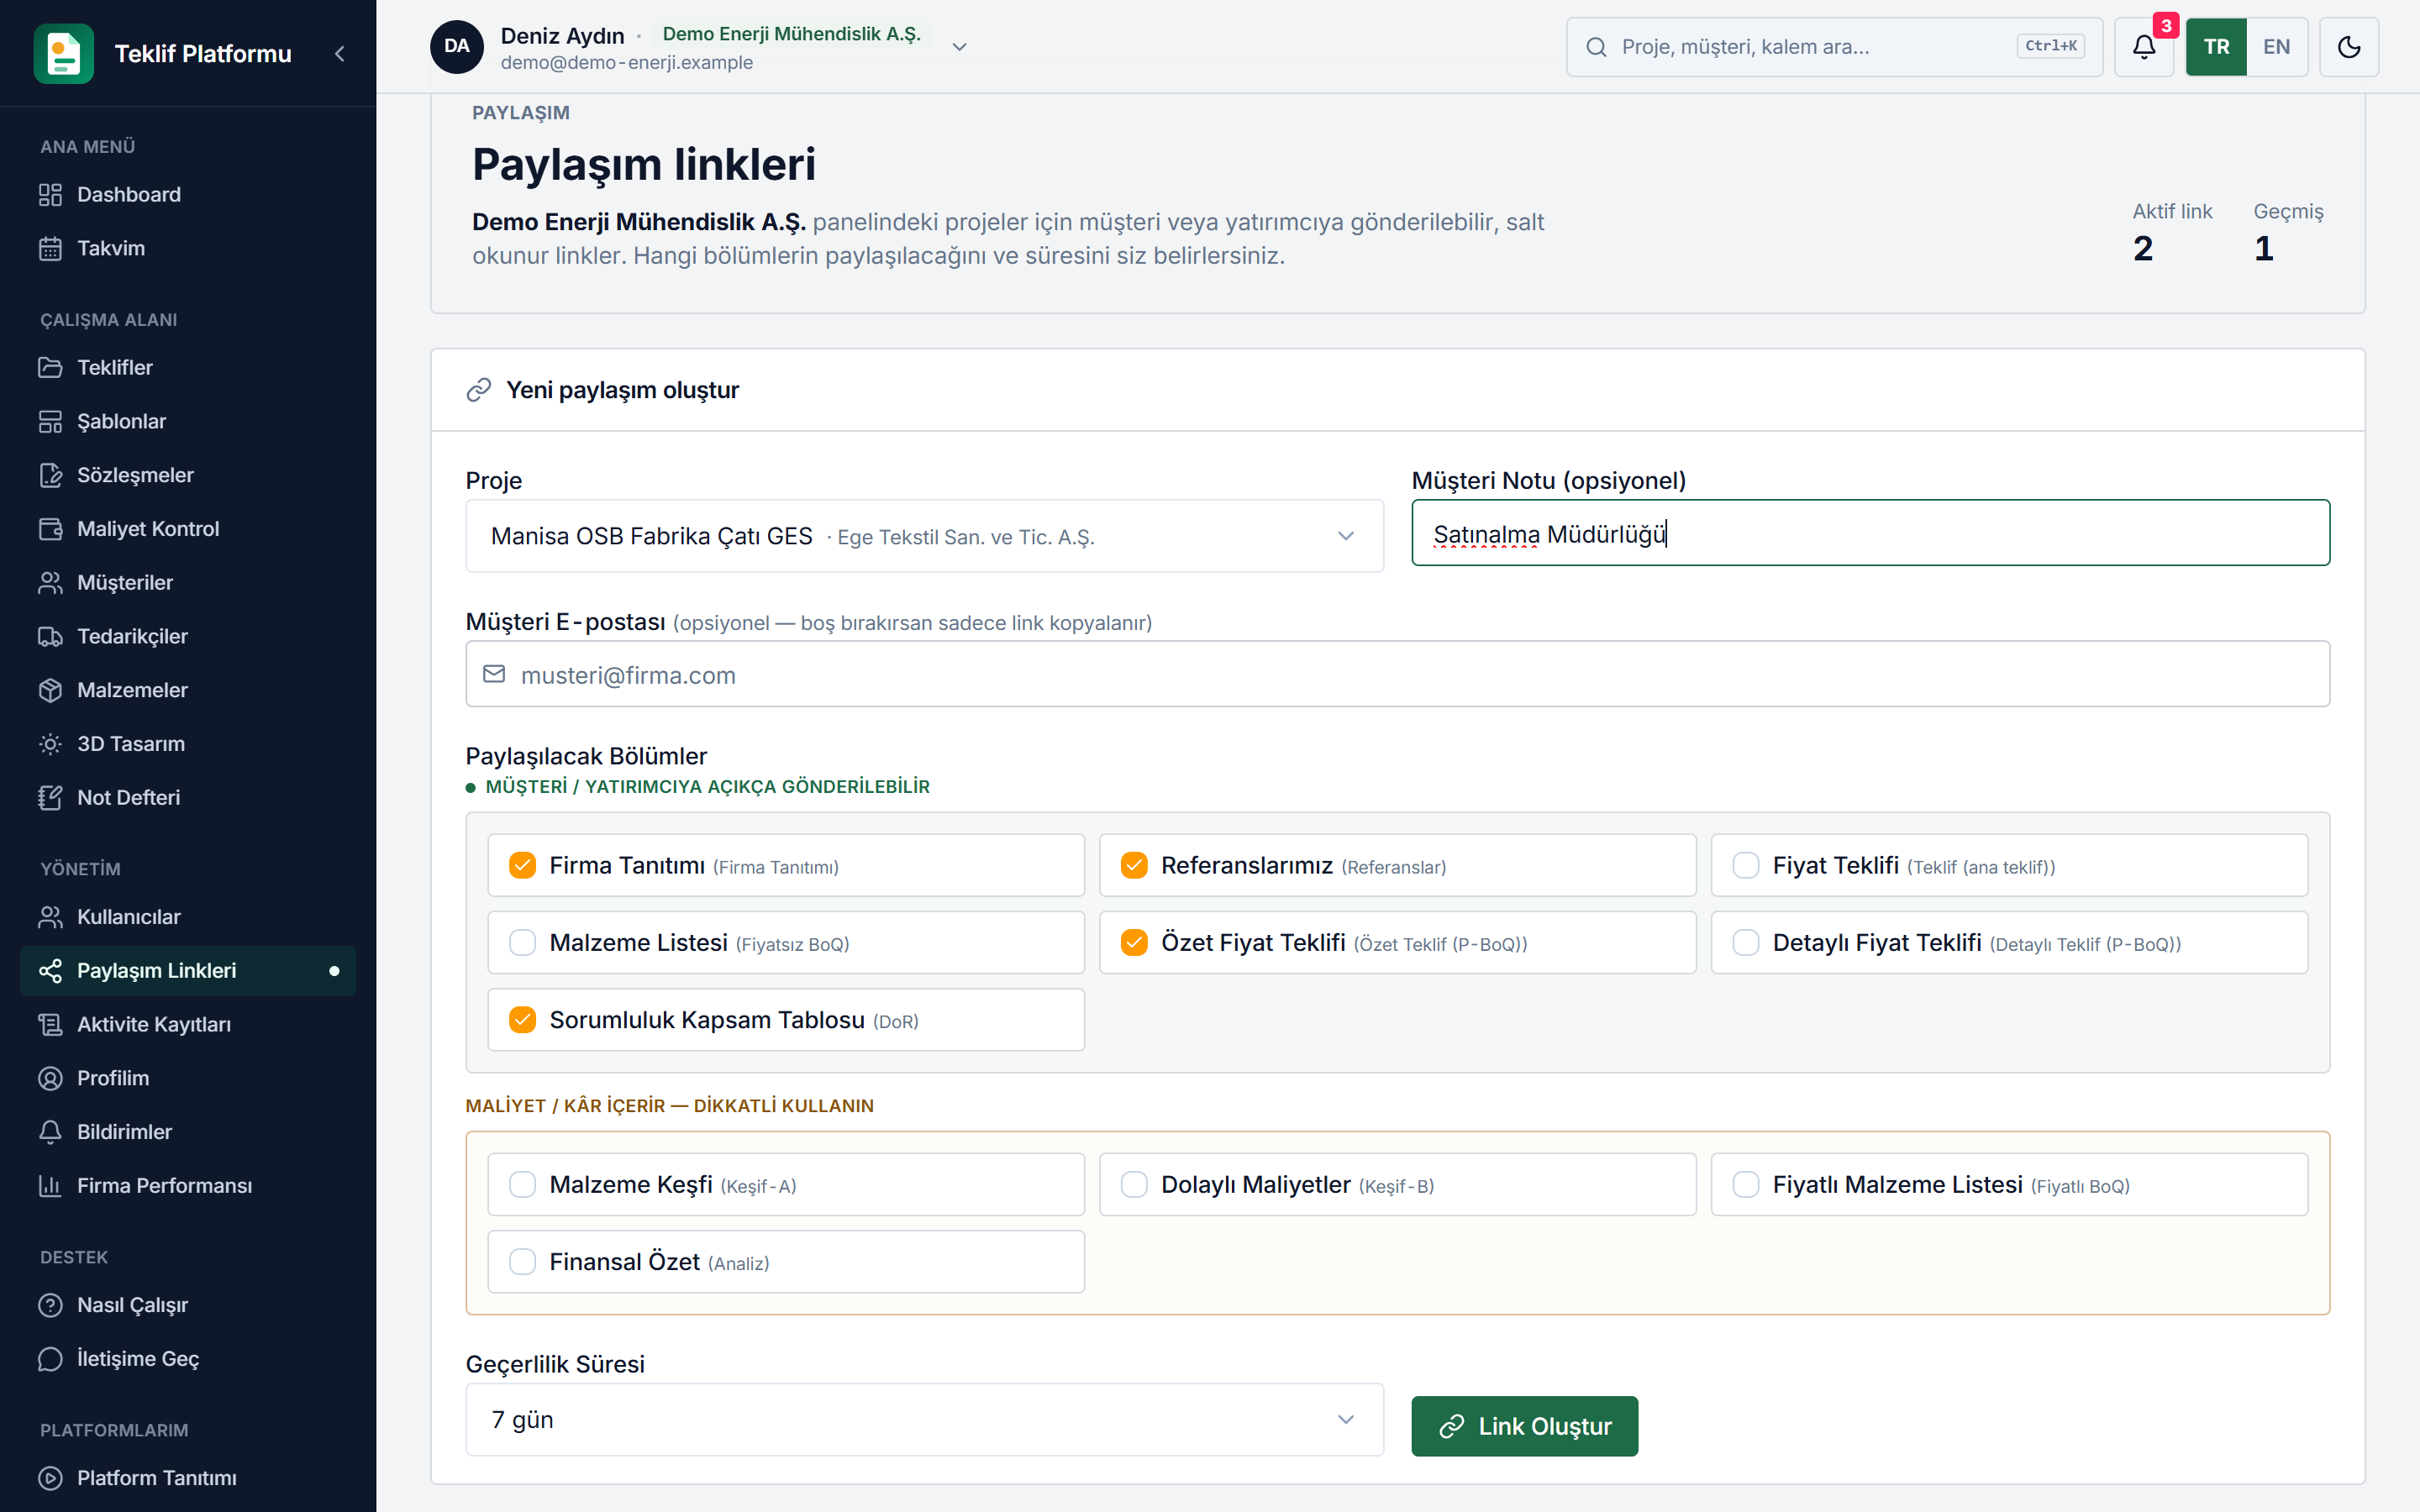 Teklif Platformu
ANA MENÜ
Dashboard
Takvim
ÇALIŞMA ALANI
Teklifler
Şablonlar
Sözleşmeler
Maliyet Kontrol
Müşteriler
Tedarikçiler
Malzemeler
3D Tasarım
Not Defteri
YÖNETİM
Kullanıcılar
Paylaşım Linkleri
Aktivite Kayıtları
Profilim
Bildirimler
Firma Performansı
DESTEK
Nasıl Çalışır
İletişime Geç
PLATFORMLARIM
Platform Tanıtımı
DA
Deniz Aydın · Demo Enerji Mühendislik A.Ş.
demo@demo-enerji.example
Proje, müşteri, kalem ara... Ctrl+K
3
TR EN
PAYLAŞIM
Paylaşım linkleri
Demo Enerji Mühendislik A.Ş. panelindeki projeler için müşteri veya yatırımcıya gönderilebilir, salt
okunur linkler. Hangi bölümlerin paylaşılacağını ve süresini siz belirlersiniz.
Aktif link Geçmiş
2 1
Yeni paylaşım oluştur
Proje
Manisa OSB Fabrika Çatı GES · Ege Tekstil San. ve Tic. A.Ş.
Müşteri Notu (opsiyonel)
Satınalma Müdürlüğü
Müşteri E-postası (opsiyonel — boş bırakırsan sadece link kopyalanır)
musteri@firma.com
Paylaşılacak Bölümler
MÜŞTERİ / YATIRIMCIYA AÇIKÇA GÖNDERİLEBİLİR
Firma Tanıtımı (Firma Tanıtımı)
Referanslarımız (Referanslar)
Fiyat Teklifi (Teklif (ana teklif))
Malzeme Listesi (Fiyatsız BoQ)
Özet Fiyat Teklifi (Özet Teklif (P-BoQ))
Detaylı Fiyat Teklifi (Detaylı Teklif (P-BoQ))
Sorumluluk Kapsam Tablosu (DoR)
MALİYET / KÂR İÇERİR — DİKKATLİ KULLANIN
Malzeme Keşfi (Keşif-A)
Dolaylı Maliyetler (Keşif-B)
Fiyatlı Malzeme Listesi (Fiyatlı BoQ)
Finansal Özet (Analiz)
Geçerlilik Süresi
7 gün
Link Oluştur